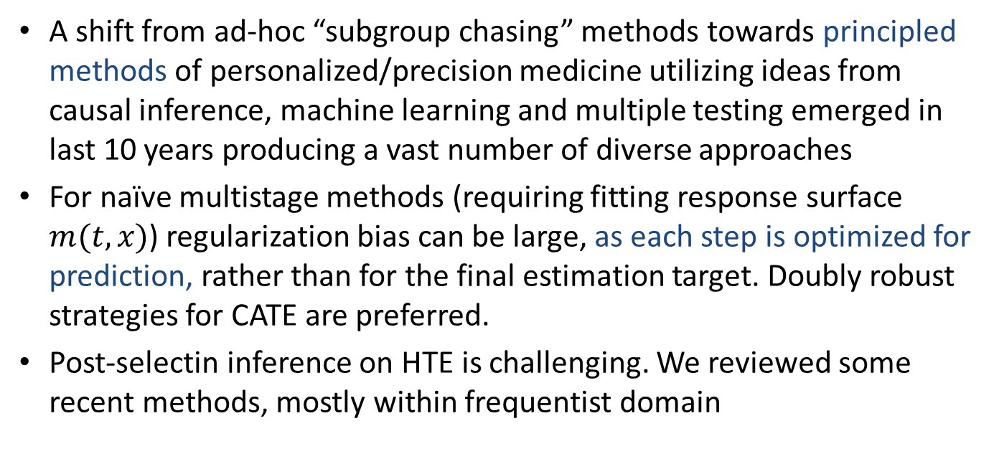 • A shift from ad-hoc “subgroup chasing” methods towards principled
methods of personalized/precision medicine utilizing ideas from
causal inference, machine learning and multiple testing emerged in
last 10 years producing a vast number of diverse approaches
• For naïve multistage methods (requiring fitting response surface
m(t, x)) regularization bias can be large, as each step is optimized for
prediction, rather than for the final estimation target. Doubly robust
strategies for CATE are preferred.
• Post-selectin inference on HTE is challenging. We reviewed some
recent methods, mostly within frequentist domain